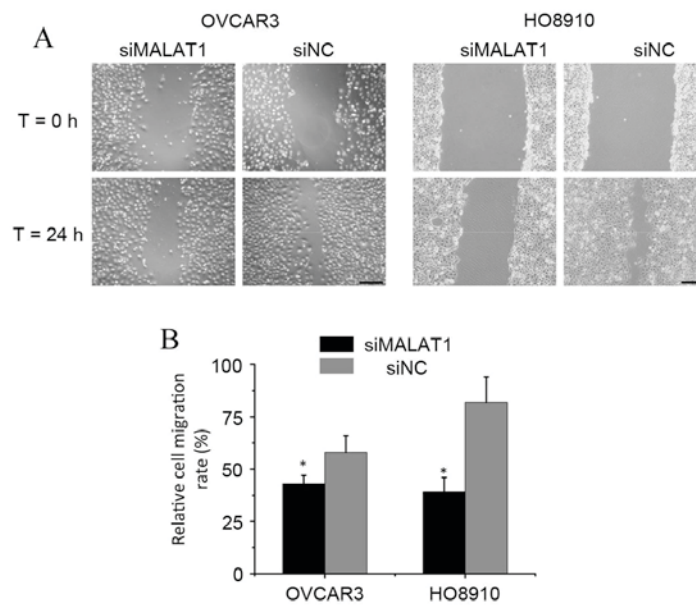 A
OVCAR3
HO8910
siMALAT1
siNC
siMALAT1
siNC
T = 0 h
T = 24 h
B
siMALAT1
siNC
Relative cell migration
rate (%)
100
75
50
25
0
*
*
OVCAR3
HO8910